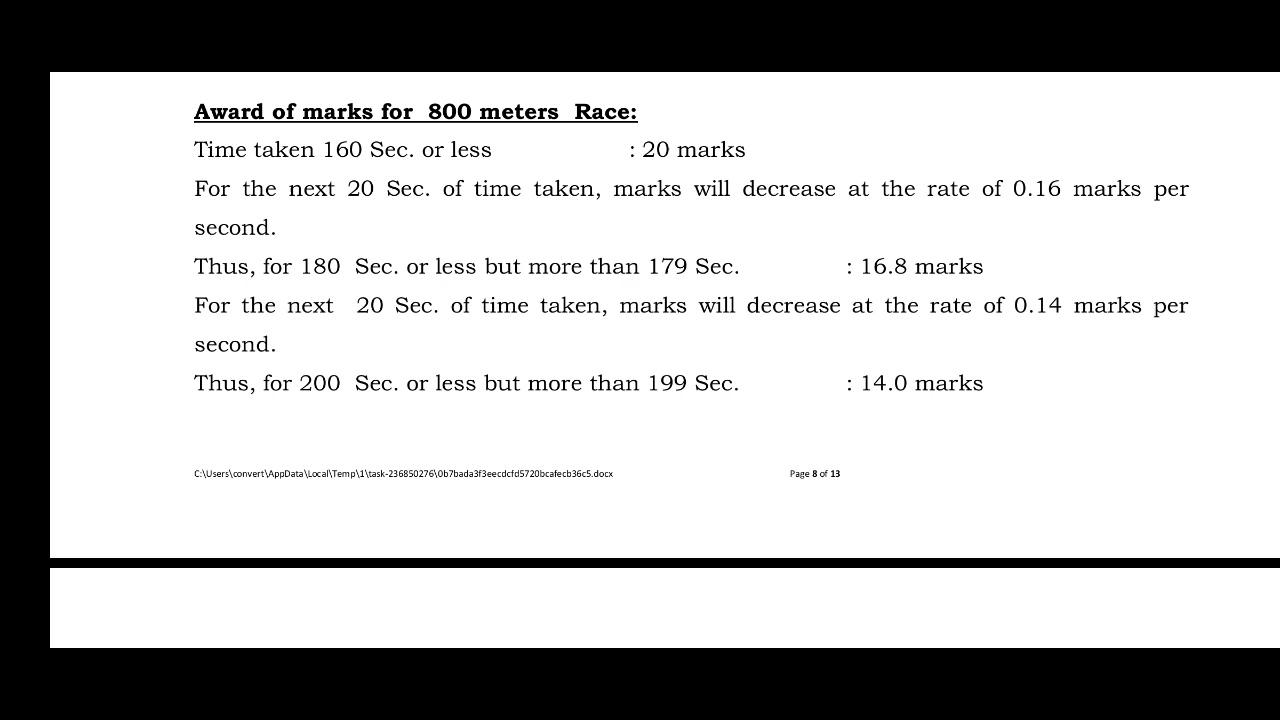 Award of marks for 800 meters Race:
Time taken 160 Sec. or less : 20 marks
For the next 20 Sec. of time taken, marks will decrease at the rate of 0.16 marks per
second.
Thus, for 180 Sec. or less but more than 179 Sec. : 16.8 marks
For the next 20 Sec. of time taken, marks will decrease at the rate of 0.14 marks per
second.
Thus, for 200 Sec. or less but more than 199 Sec. : 14.0 marks
C:\Users\convert\AppData\Local\Temp\1\task-236850276\0b7bada3f3eecdcfd5720bcafecb36c5.docx Page 8 of 13